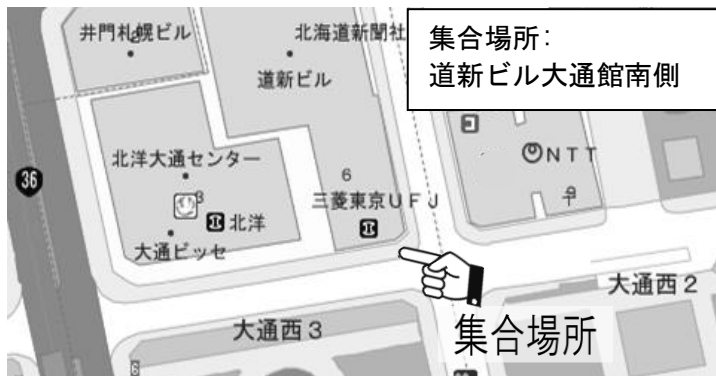 井門札幌ビル
北海道新聞社
道新ビル
集合場所:
道新ビル大通館南側
北洋大通センター
NTT
36
3
北洋
大通ビッセ
6
三菱東京UFJ
9
大通西2
大通西3
集合場所